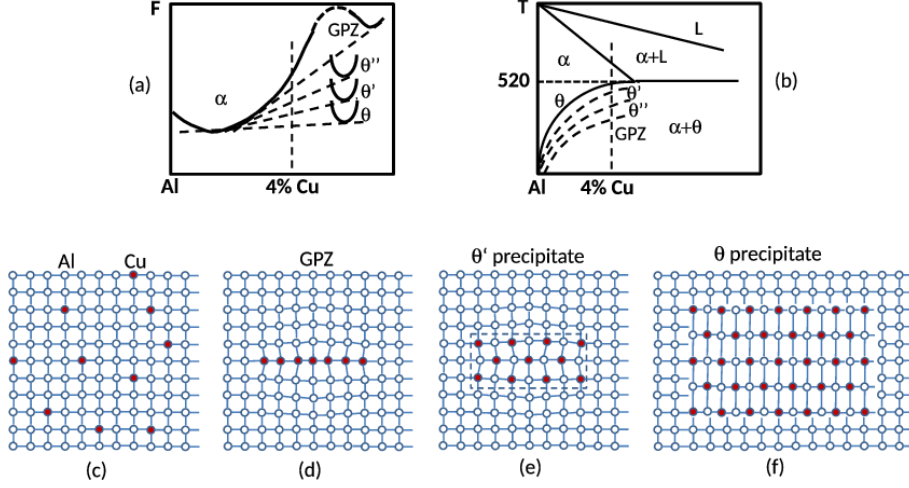 F
GPZ
θ''
(a)
α
θ'
θ
Al
4% Cu
T
L
α
α+L
520
(b)
θ
θ'
θ''
GPZ
α+θ
Al
4% Cu
Al
Cu
GPZ
θ‘ precipitate
θ precipitate
(c)
(d)
(e)
(f)